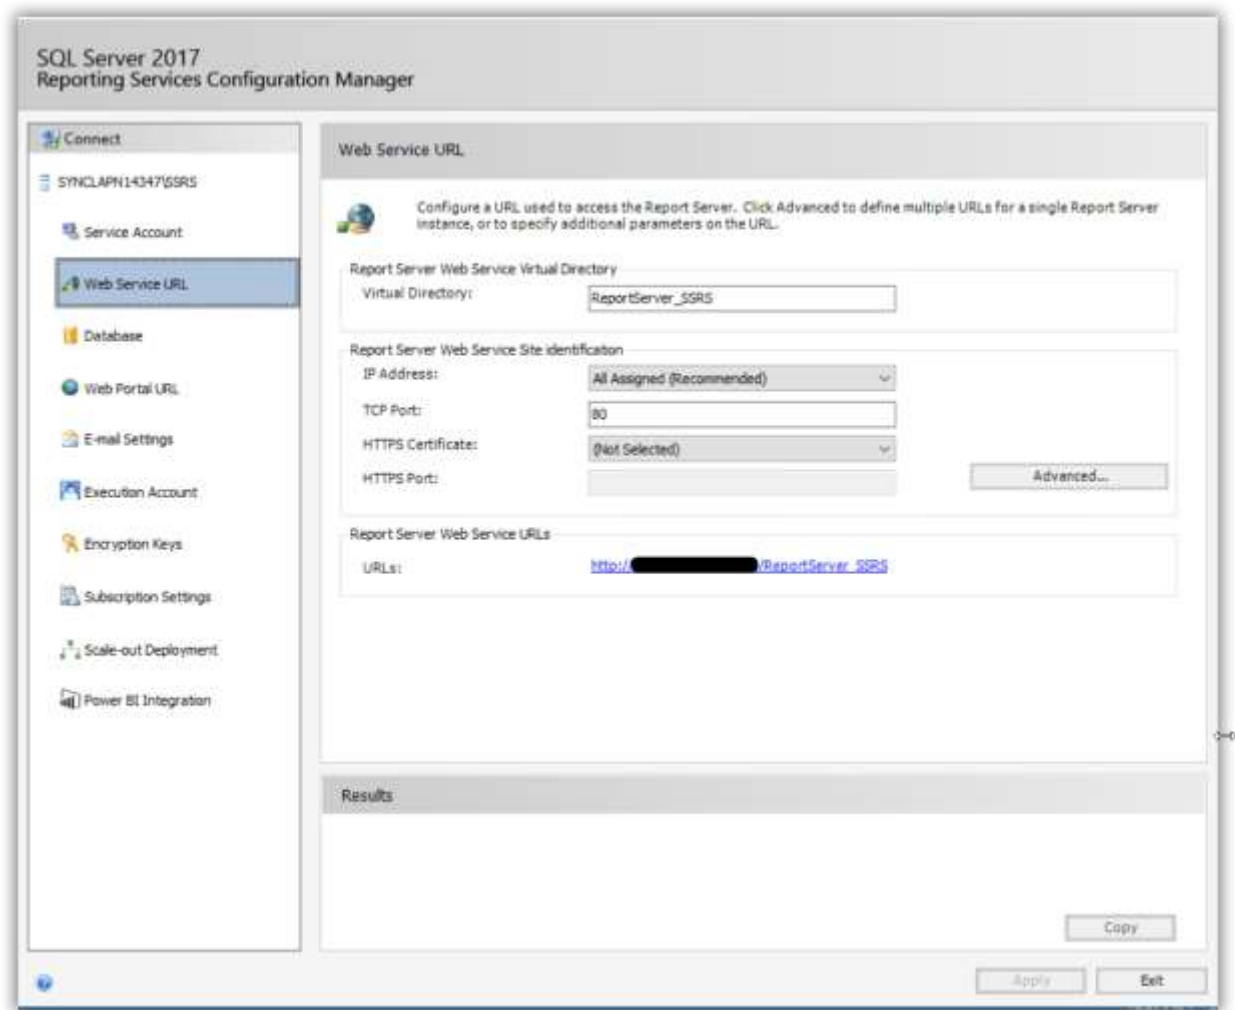 SQL Server 2017
Reporting Services Configuration Manager
Connect
SYNCLAPN14347\SSRS
Service Account
Web Service URL
Database
Web Portal URL
E-mail Settings
Execution Account
Encryption Keys
Subscription Settings
Scale-out Deployment
Power BI Integration
Web Service URL
Configure a URL used to access the Report Server. Click Advanced to define multiple URLs for a single Report Server
instance, or to specify additional parameters on the URL.
Report Server Web Service Virtual Directory
Virtual Directory: ReportServer_SSRS
Report Server Web Service Site identification
IP Address: All Assigned (Recommended)
TCP Port: 80
HTTPS Certificate: (Not Selected)
HTTPS Port:
Advanced...
Report Server Web Service URLs
URLs: http:// /ReportServer_SSRS
Results
Copy
Apply Exit